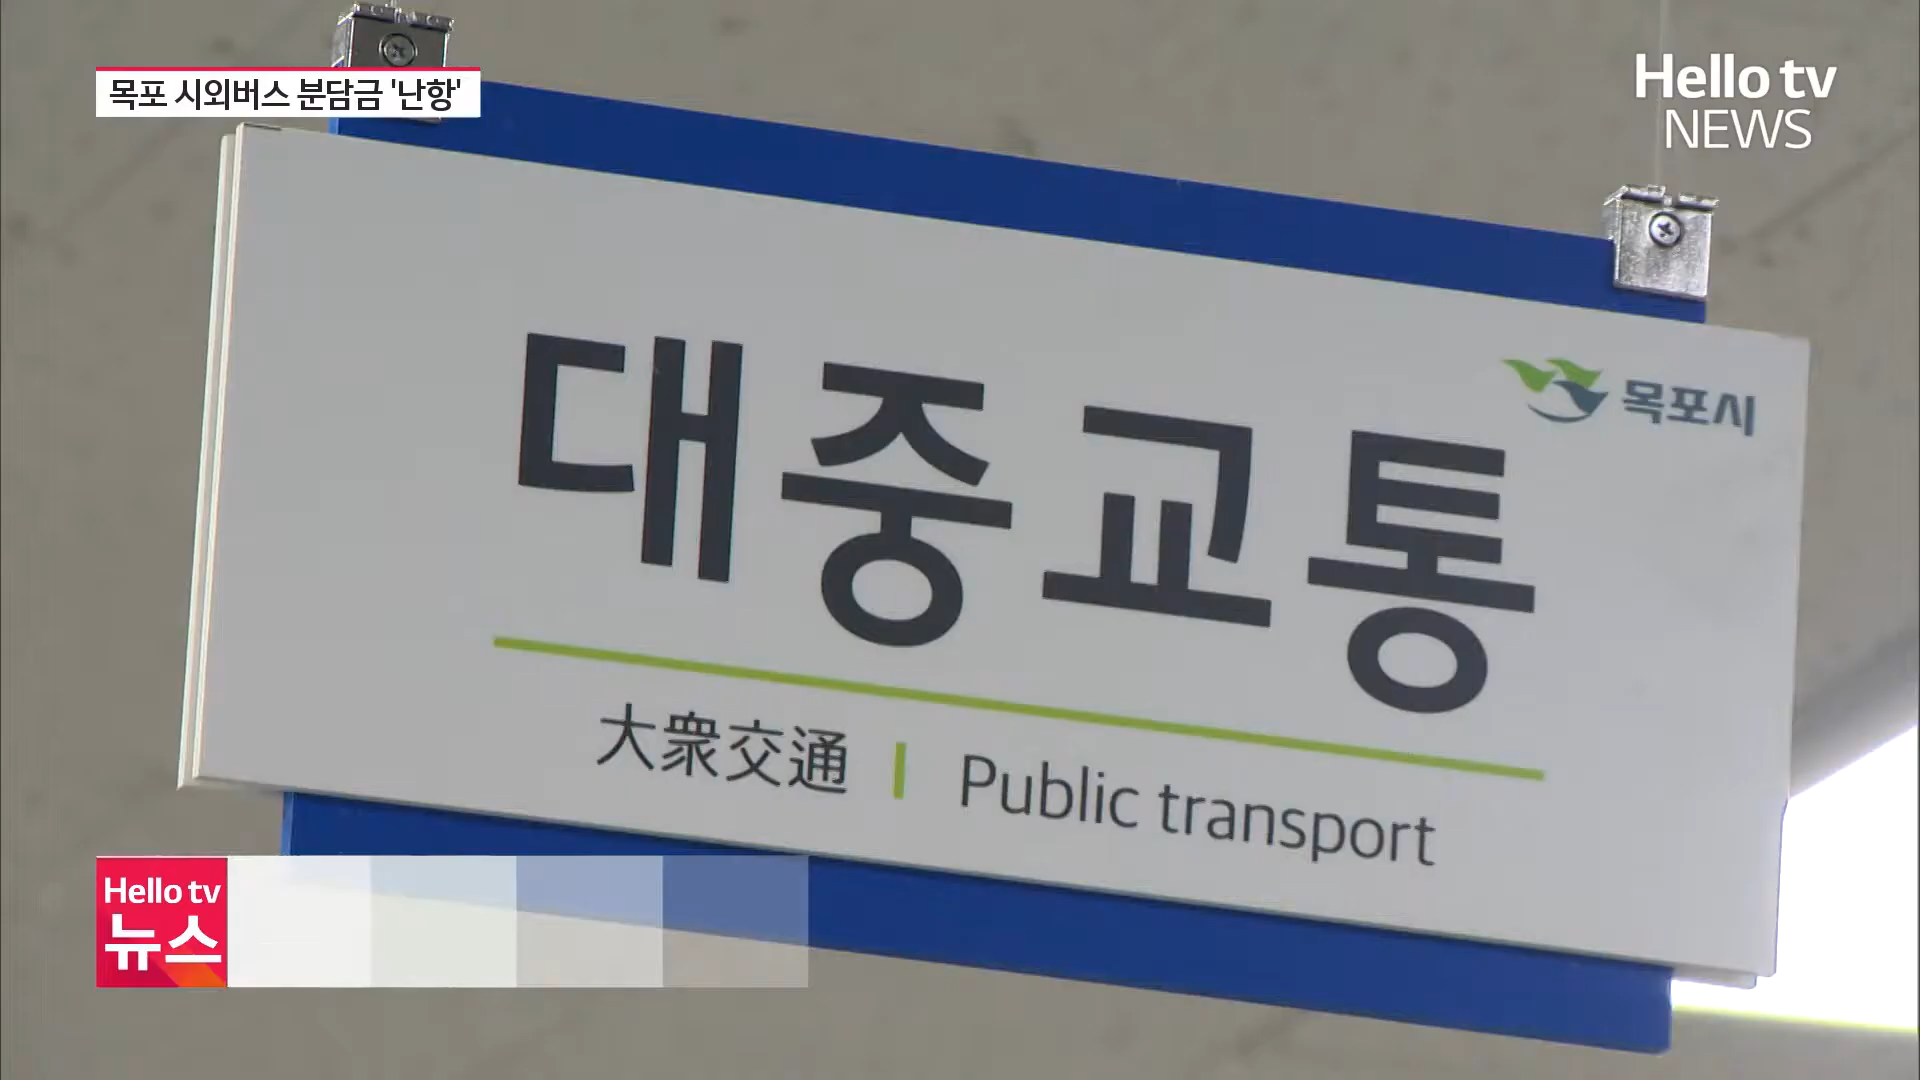 목포 시외버스 분담금 '난항'
Hello tv
NEWS
목포시
대중교통
大衆交通 | Public transport
Hello tv
뉴스